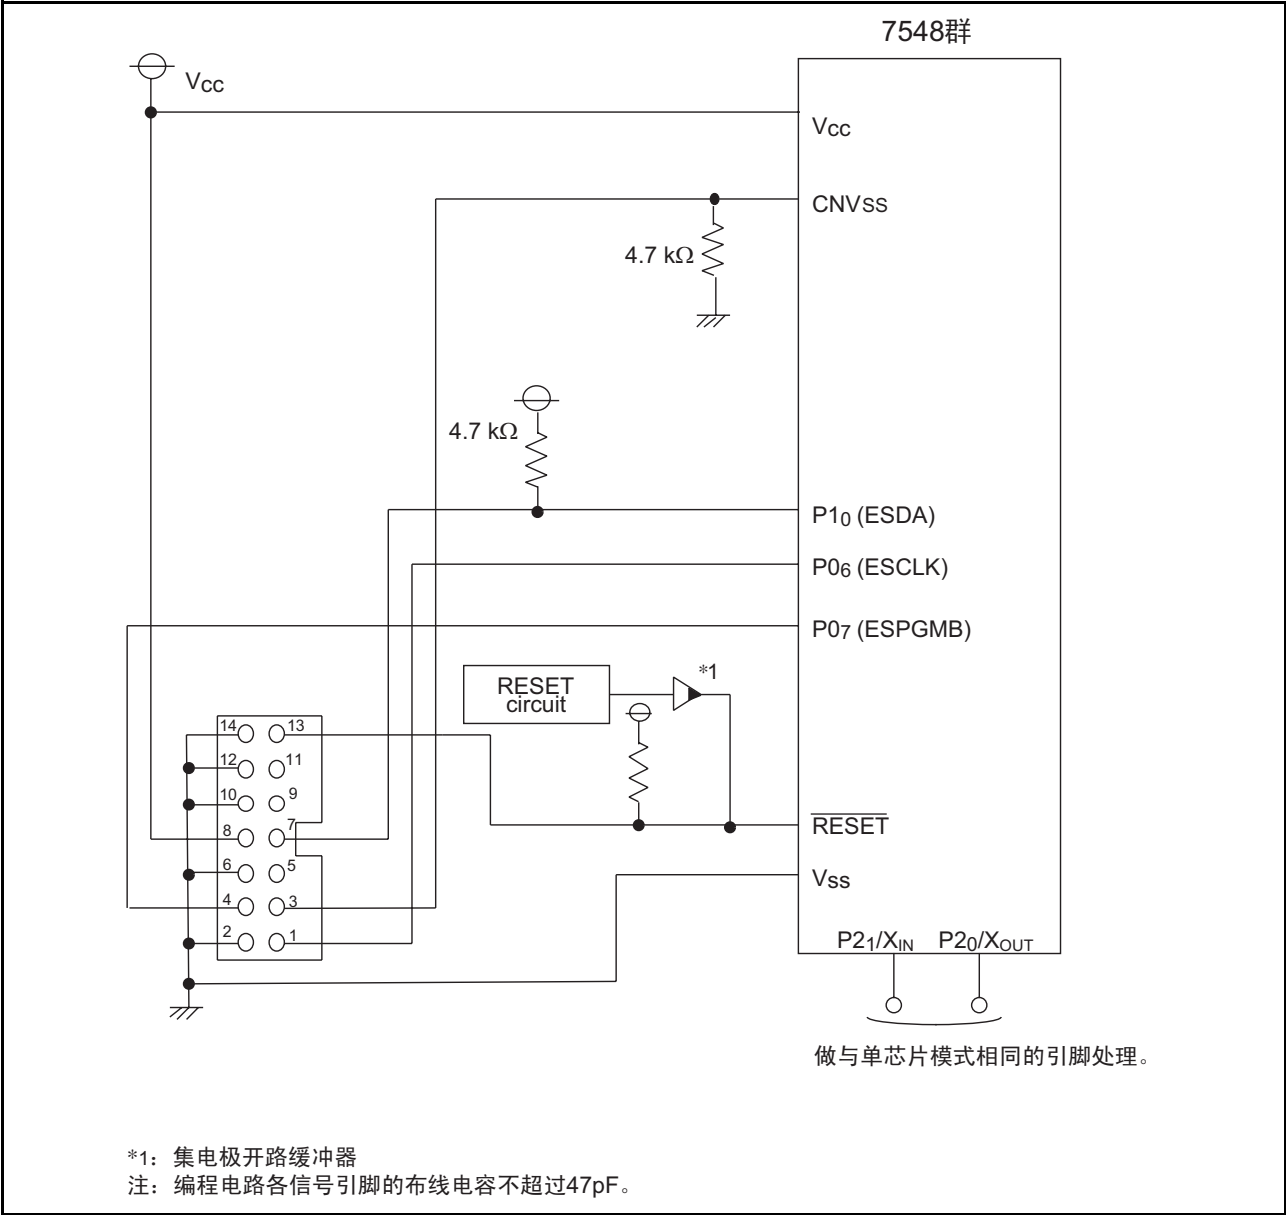 7548群
Vcc
Vcc
CNVSS
4.7 kΩ
4.7 kΩ
P10 (ESDA)
P06 (ESCLK)
P07 (ESPGMB)
*1
RESET
circuit
14 13
12 11
10 9
8 7
6 5
4 3
2 1
RESET
Vss
P21/XIN P20/XOUT
做与单芯片模式相同的引脚处理。
*1：集电极开路缓冲器
注：编程电路各信号引脚的布线电容不超过47pF。